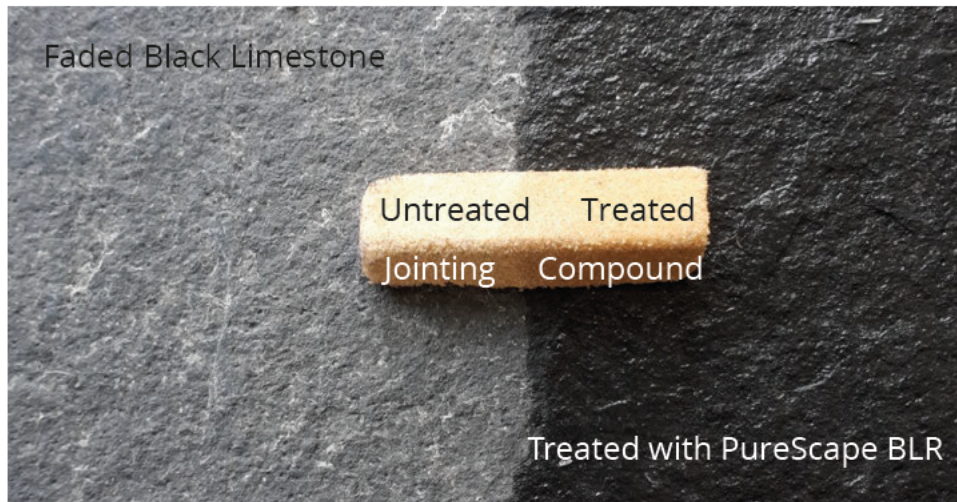 Faded Black Limestone
Untreated Treated
Jointing Compound
Treated with PureScape BLR